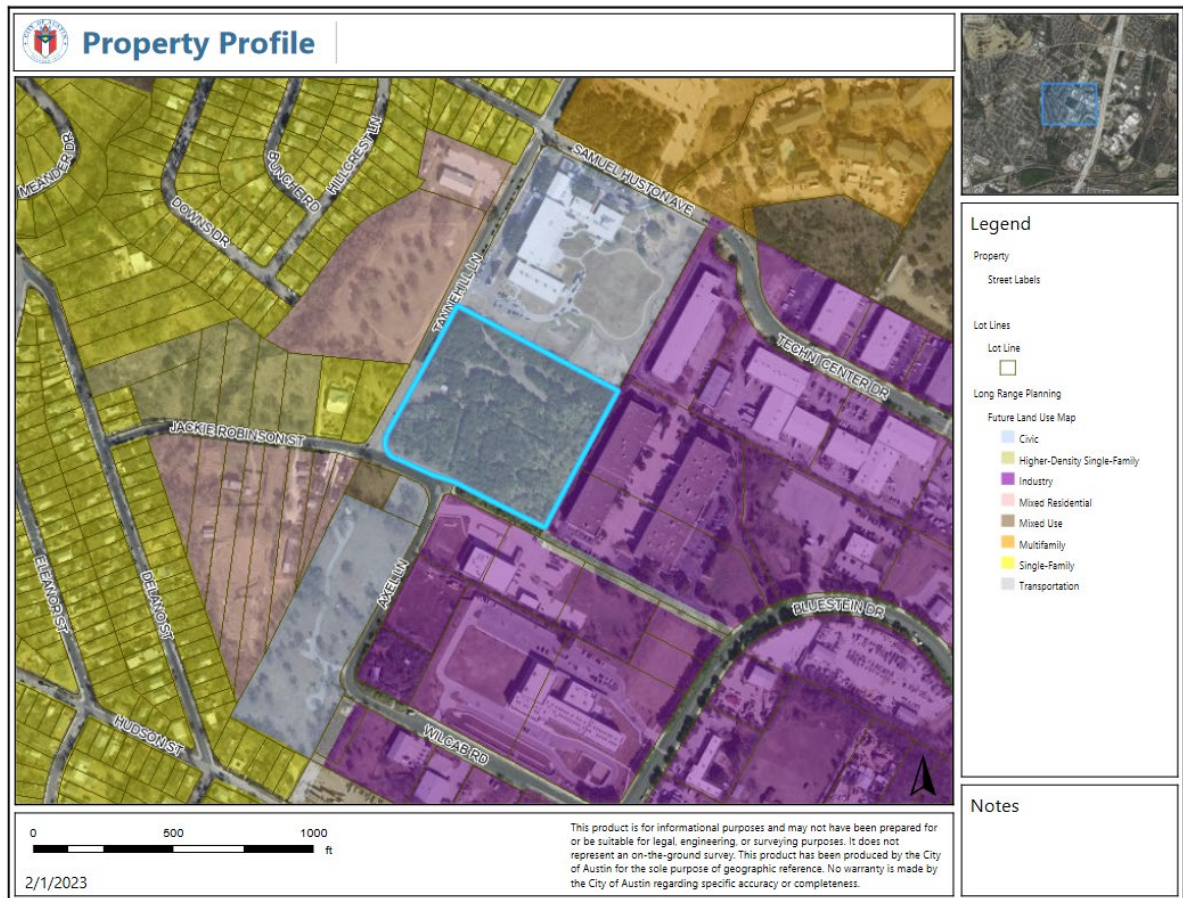 Property Profile
MEANDER DR
DOWNS DR
BUNCHE RD
HILLCREST LN
TANNEHILL LN
SAMUEL HUSTON AVE
TECHNI CENTER DR
JACKIE ROBINSON ST
ELEANOR ST
DELANO ST
AXEL LN
BLUESTEIN DR
HUDSON ST
WILCAB RD
0 500 1000
ft
2/1/2023
This product is for informational purposes and may not have been prepared for
or be suitable for legal, engineering, or surveying purposes. It does not
represent an on-the-ground survey. This product has been produced by the City
of Austin for the sole purpose of geographic reference. No warranty is made by
the City of Austin regarding specific accuracy or completeness.
Legend
Property
Street Labels
Lot Lines
Lot Line
Long Range Planning
Future Land Use Map
Civic
Higher-Density Single-Family
Industry
Mixed Residential
Mixed Use
Multifamily
Single-Family
Transportation
Notes